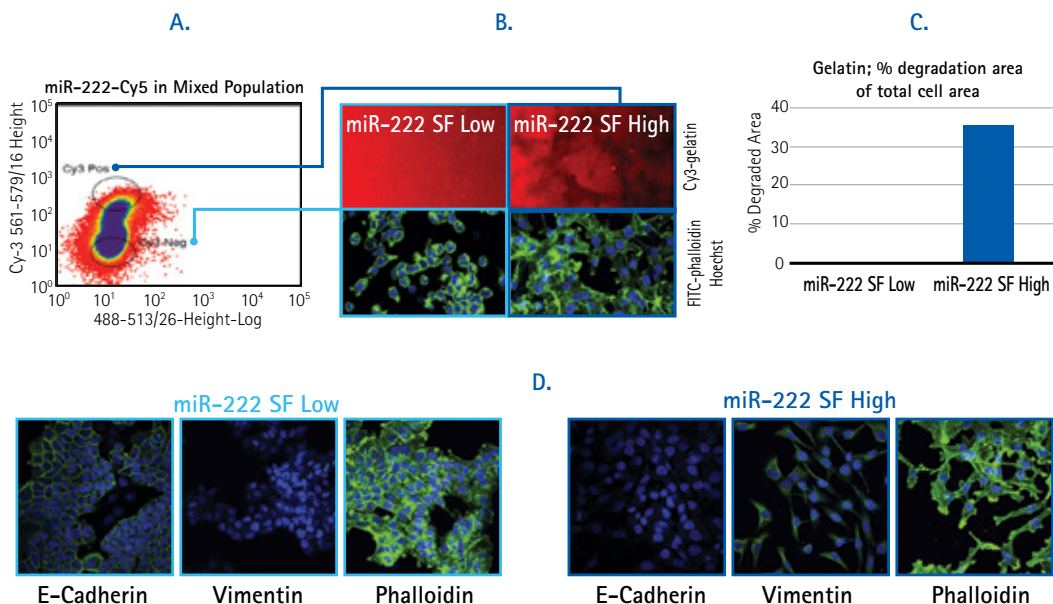 A.
B.
C.
miR-222-Cy5 in Mixed Population
Cy-3 561-579/16 Height
10^5
10^4
10^3
10^2
10^1
10^0
Cy3 Pos
Cy3-Neg
10^0 10^1 10^2 10^3 10^4 10^5
488-513/26-Height-Log
miR-222 SF Low
miR-222 SF High
Cy3-gelatin
FITC-phalloidin
Hoechst
Gelatin; % degradation area
of total cell area
% Degraded Area
40
30
20
10
0
miR-222 SF Low
miR-222 SF High
D.
miR-222 SF Low
E-Cadherin
Vimentin
Phalloidin
miR-222 SF High
E-Cadherin
Vimentin
Phalloidin